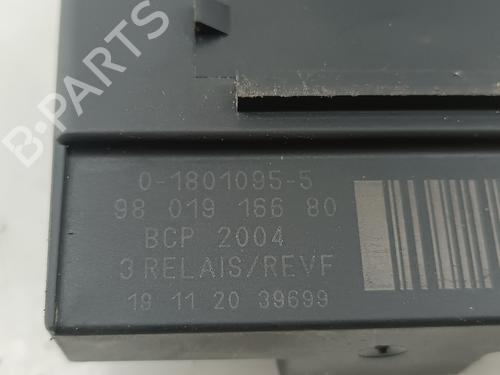 B-PARTS
0-1801095-5
98 019 166 80
BCP 2004
3 RELAIS/REVF
19 11 20 39699